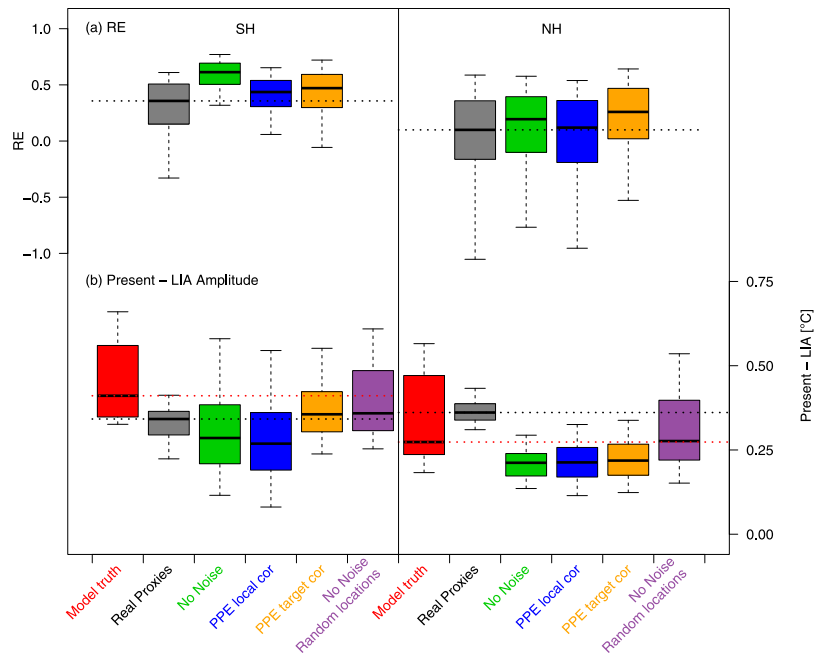 (a) RE
SH
NH
1.0
0.5
0.0
−0.5
−1.0
RE
(b) Present − LIA Amplitude
0.75
0.50
0.25
0.00
Present − LIA [°C]
Model truth
Real Proxies
No Noise
PPE local cor
PPE target cor
No Noise
Random locations
Model truth
Real Proxies
No Noise
PPE local cor
PPE target cor
No Noise
Random locations